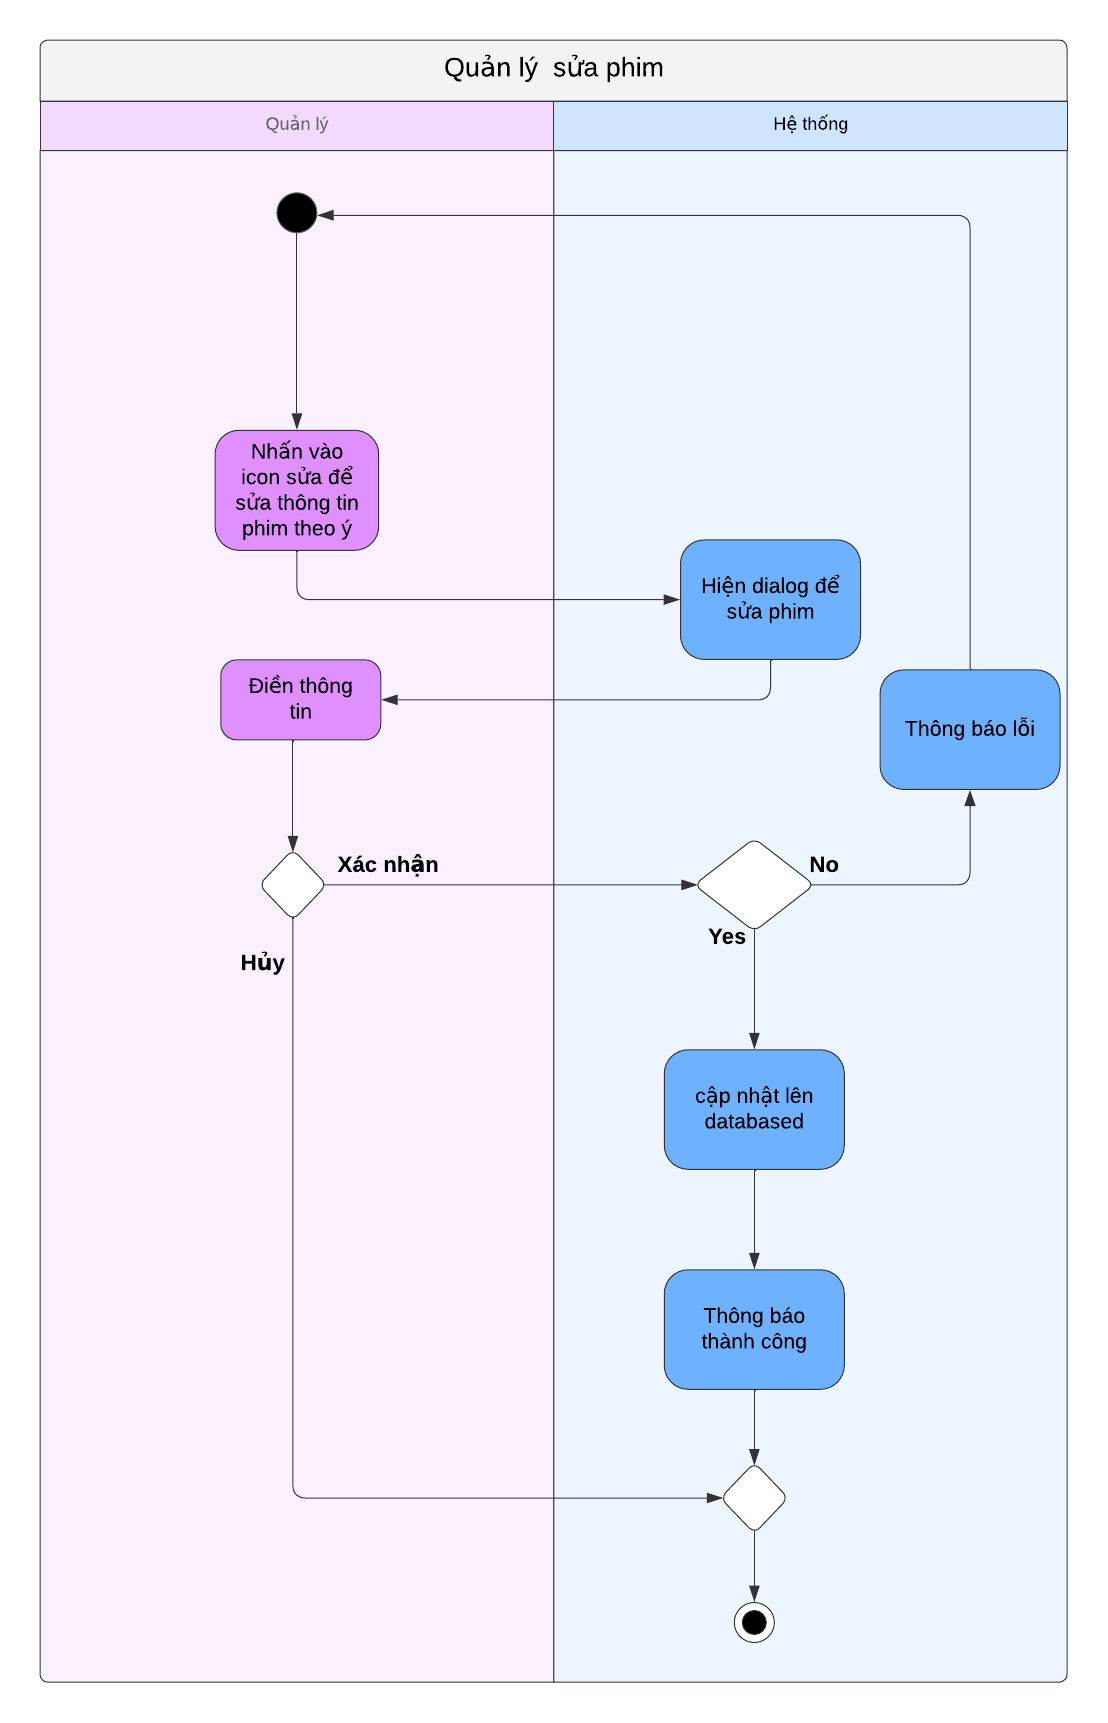 Quản lý  sửa phim
Quản lý
Hệ thống
Nhấn vào
icon sửa để
sửa thông tin
phim theo ý
Hiện dialog để
sửa phim
Điền thông
tin
Thông báo lỗi
Xác nhận
No
Yes
Hủy
cập nhật lên
databased
Thông báo
thành công